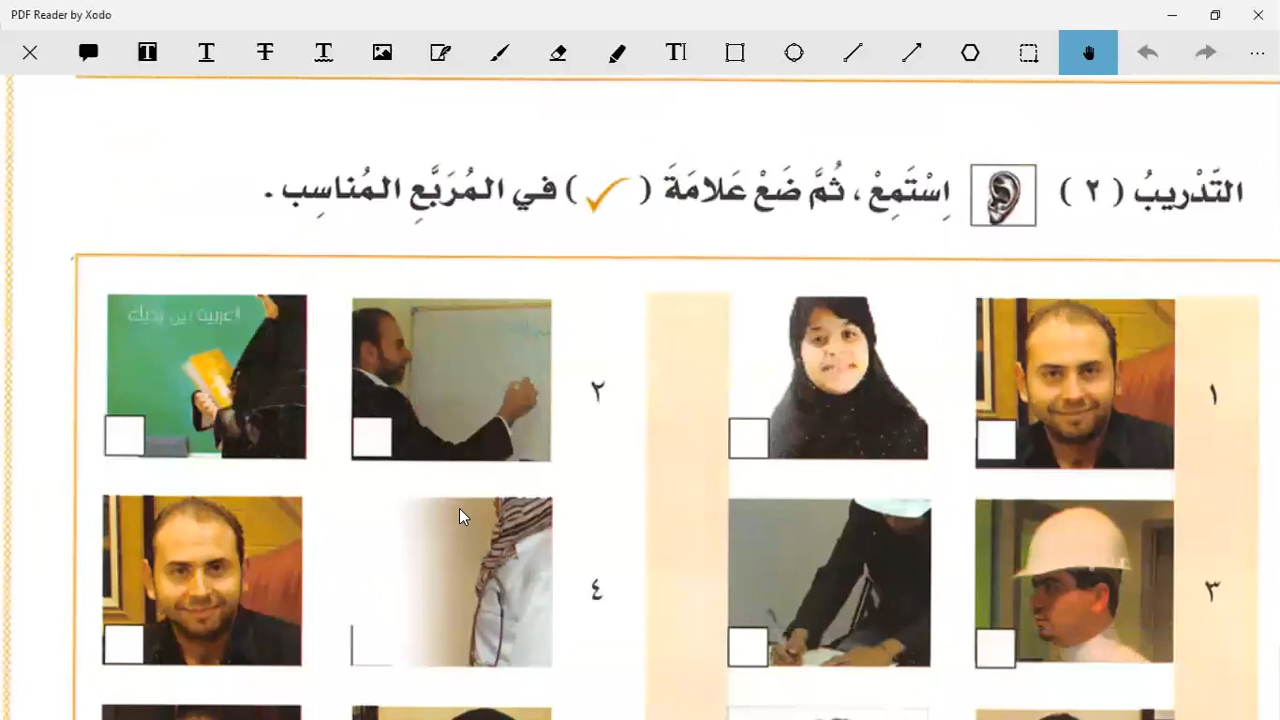 PDF Reader by Xodo
التَّدْرِيبُ ( ٢ ) اِسْتَمِعْ ، ثُمَّ ضَعْ عَلامَةَ ( ✓ ) في المُرَبَّعِ المُناسِب .
١
٢
العربية بين يديك
٣
٤